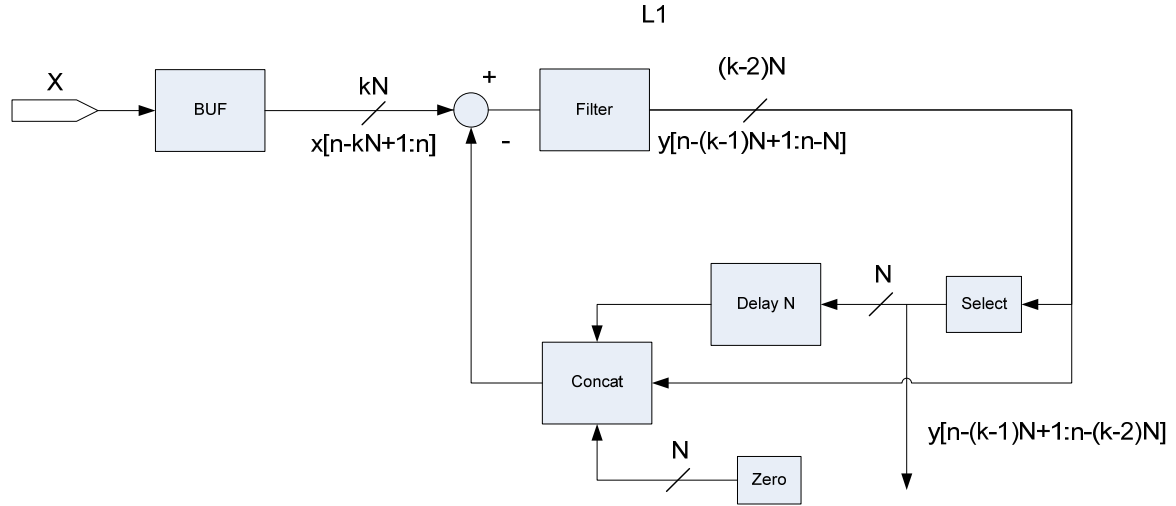 L1
X
BUF
kN
x[n-kN+1:n]
+
-
Filter
(k-2)N
y[n-(k-1)N+1:n-N]
Delay N
N
Select
Concat
y[n-(k-1)N+1:n-(k-2)N]
N
Zero